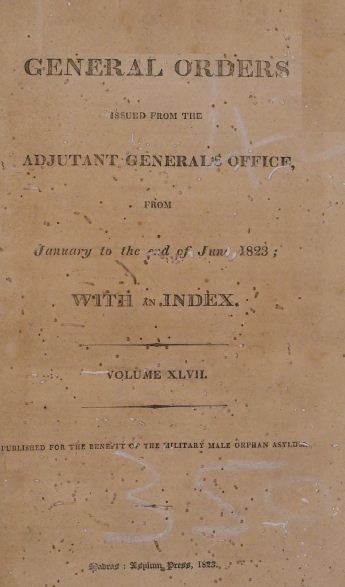 GENERAL ORDERS
ISSUED FROM THE
ADJUTANT GENERAL'S OFFICE,
FROM
January to the end of June 1823 ;
WITH AN INDEX.
VOLUME XLVII.
PUBLISHED FOR THE BENEFIT OF THE MILITARY MALE ORPHAN ASYLUM.
Madras : Asylum Press, 1823.